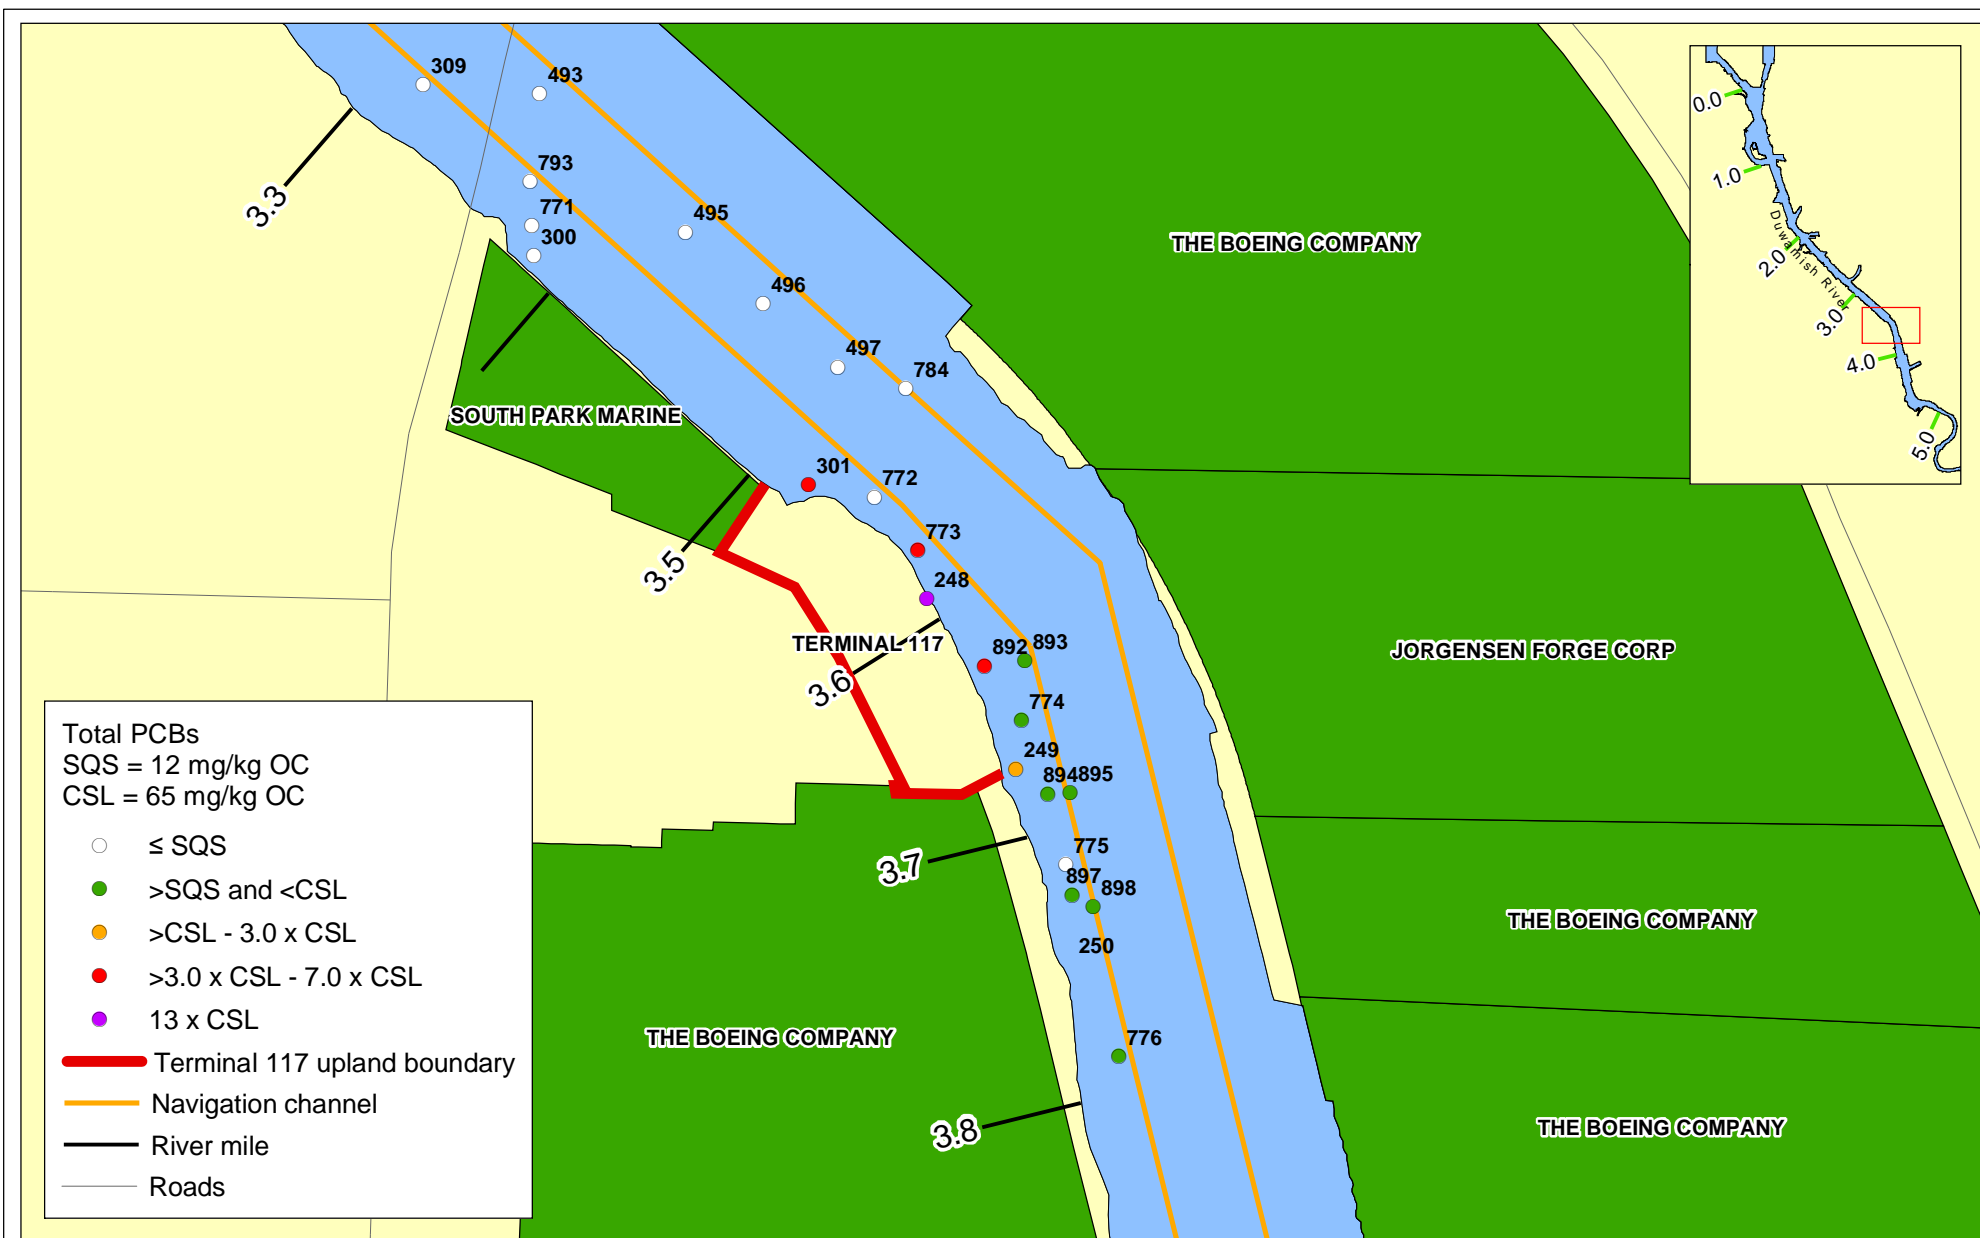 309
493
3.3
793
771
300
495
496
497
784
THE BOEING COMPANY
SOUTH PARK MARINE
301
772
773
248
3.5
TERMINAL 117
3.6
892
893
774
249
894
895
3.7
775
897
898
250
776
3.8
JORGENSEN FORGE CORP
THE BOEING COMPANY
THE BOEING COMPANY
THE BOEING COMPANY
0.0
1.0
2.0
Duwamish River
3.0
4.0
5.0
Total PCBs
SQS = 12 mg/kg OC
CSL = 65 mg/kg OC
≤ SQS
>SQS and <CSL
>CSL - 3.0 x CSL
>3.0 x CSL - 7.0 x CSL
13 x CSL
Terminal 117 upland boundary
Navigation channel
River mile
Roads